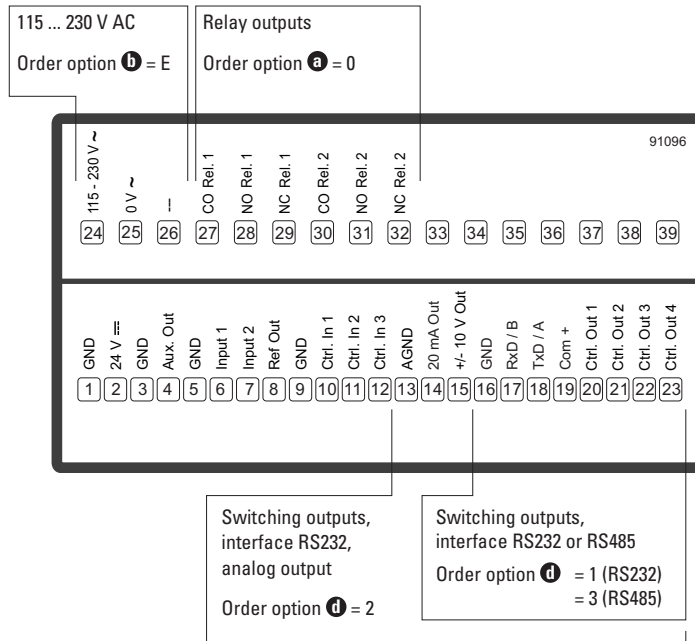 115 ... 230 V AC
Order option b = E
Relay outputs
Order option a = 0
91096
115 - 230 V ~
0 V ~
---
CO Rel. 1
NO Rel. 1
NC Rel. 1
CO Rel. 2
NO Rel. 2
NC Rel. 2
24 25 26 27 28 29 30 31 32 33 34 35 36 37 38 39
GND
24 V ⎓
GND
Aux. Out
GND
Input 1
Input 2
Ref Out
GND
Ctrl. In 1
Ctrl. In 2
Ctrl. In 3
AGND
20 mA Out
+/- 10 V Out
GND
RxD / B
TxD / A
Com +
Ctrl. Out 1
Ctrl. Out 2
Ctrl. Out 3
Ctrl. Out 4
1 2 3 4 5 6 7 8 9 10 11 12 13 14 15 16 17 18 19 20 21 22 23
Switching outputs,
interface RS232,
analog output
Order option d = 2
Switching outputs,
interface RS232 or RS485
Order option d = 1 (RS232)
= 3 (RS485)